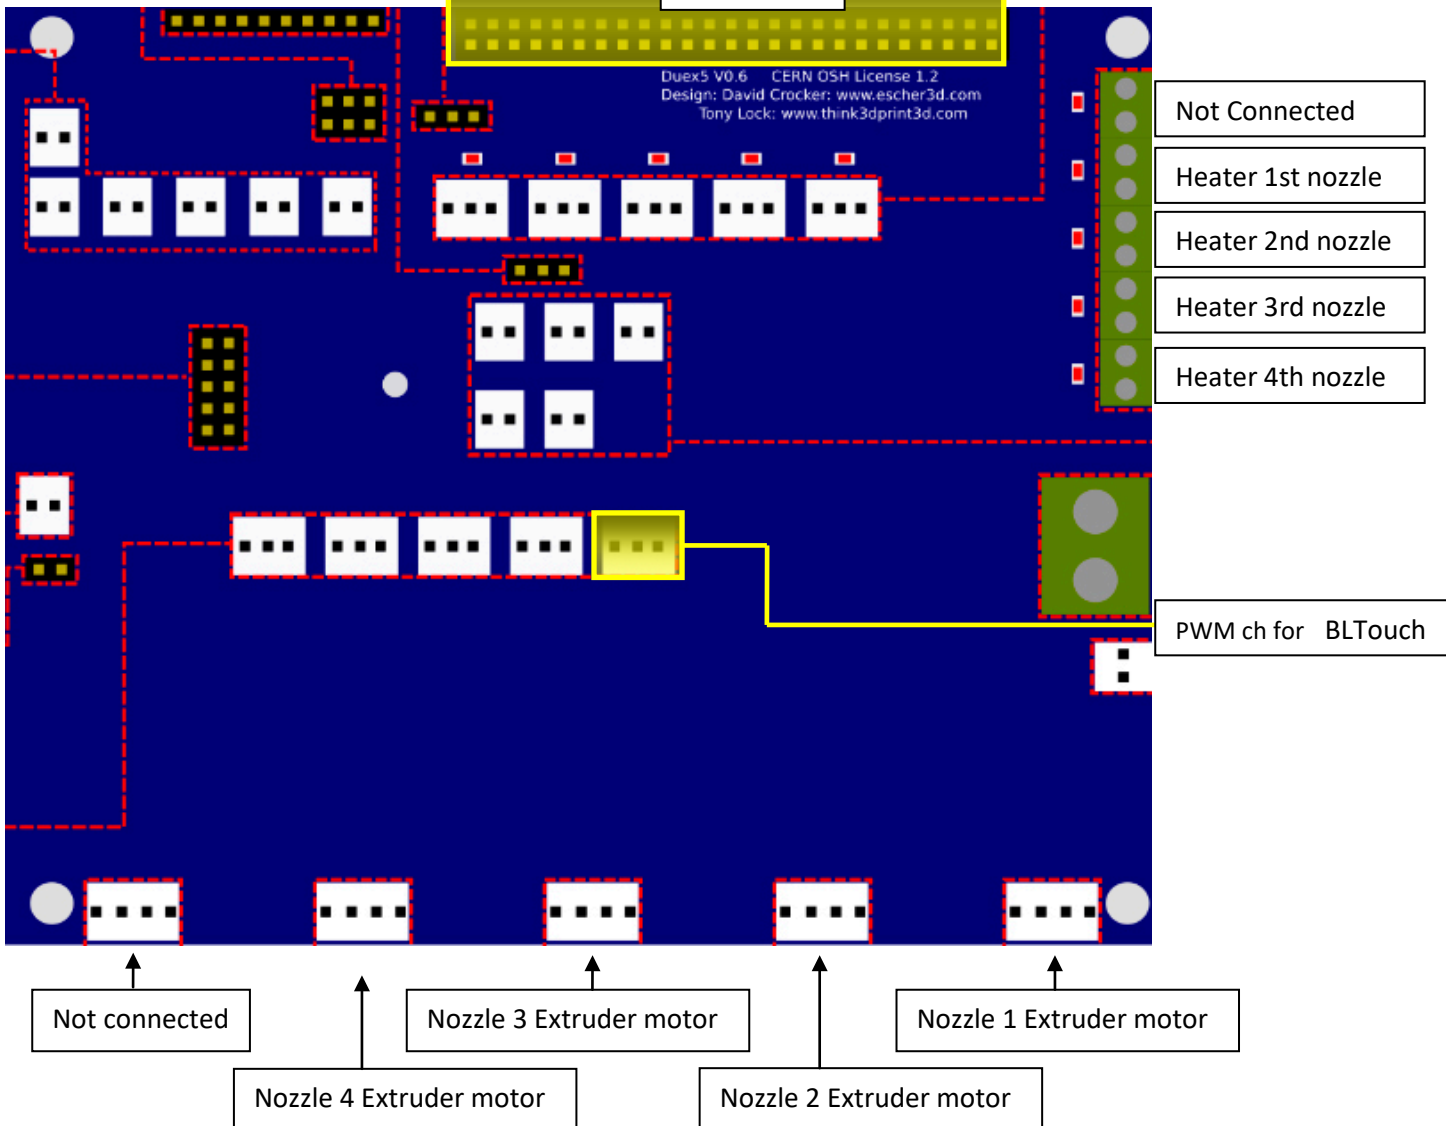 Duex5 V0.6 CERN OSH License 1.2
Design: David Crocker: www.escher3d.com
Tony Lock: www.think3dprint3d.com
Not Connected
Heater 1st nozzle
Heater 2nd nozzle
Heater 3rd nozzle
Heater 4th nozzle
PWM ch for BLTouch
Not connected
Nozzle 3 Extruder motor
Nozzle 1 Extruder motor
Nozzle 4 Extruder motor
Nozzle 2 Extruder motor